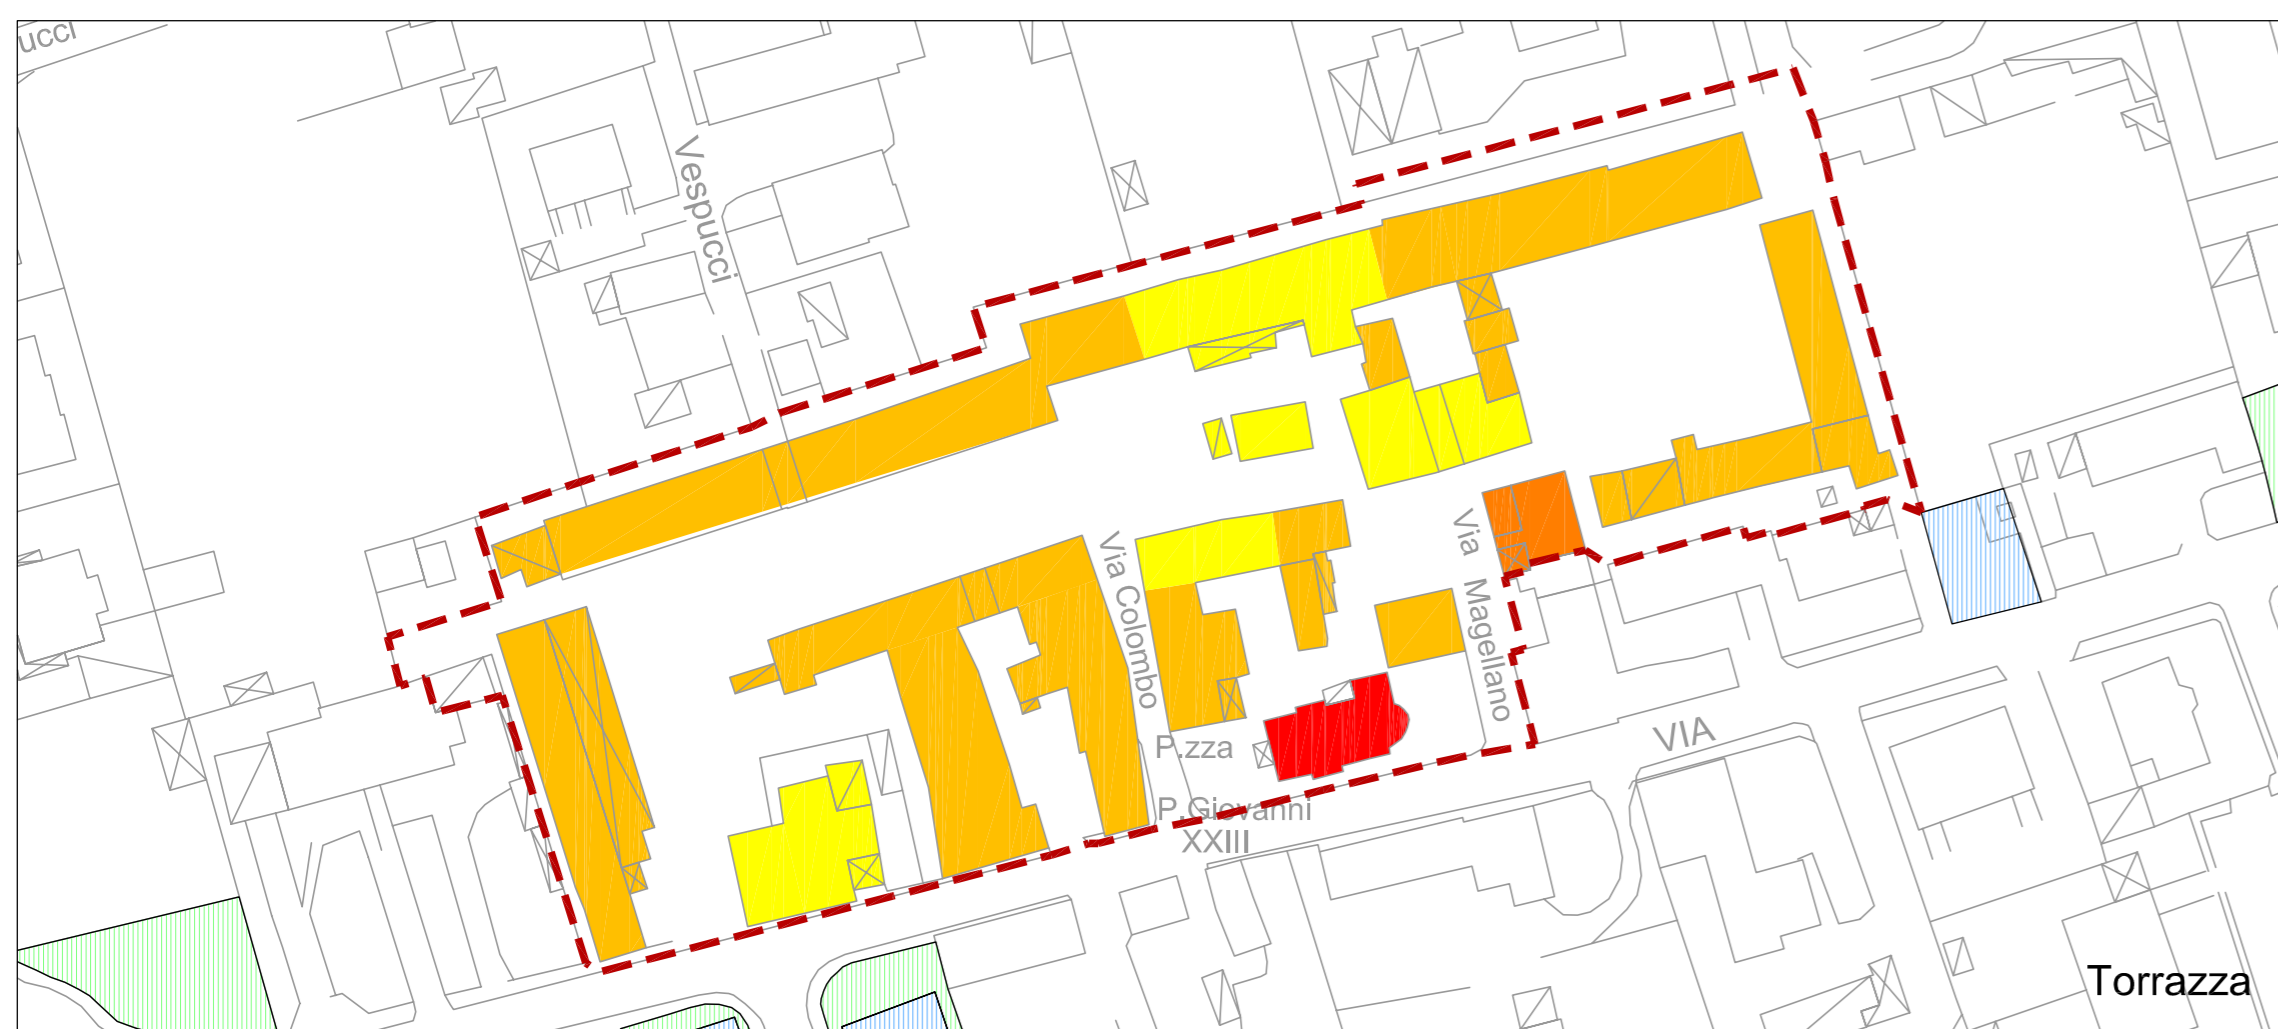 ucci
Vespucci
Via Colombo
Via Magellano
P.zza
P.Giovanni
XXIII
VIA
Torrazza